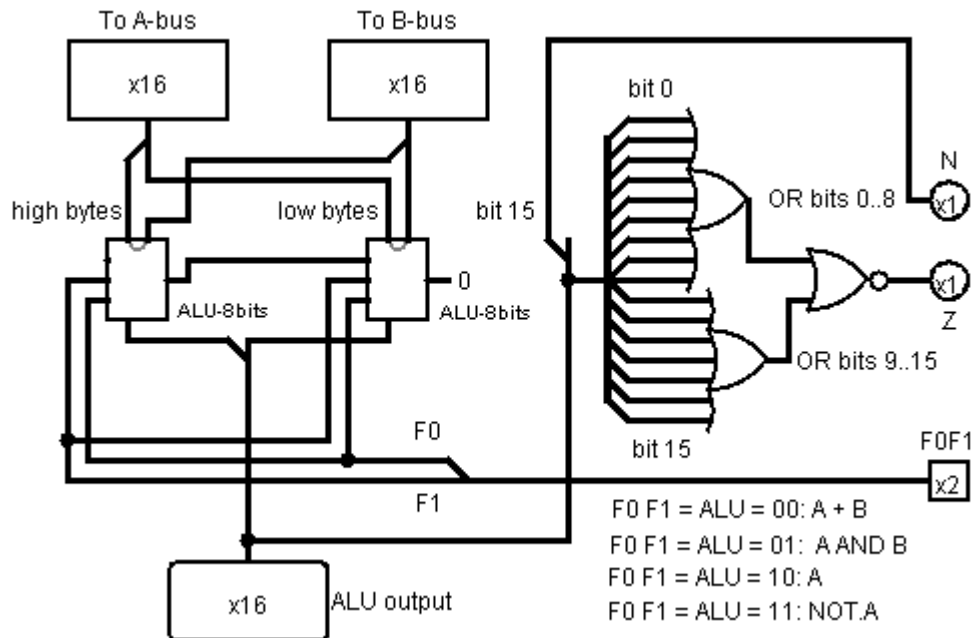 To A-bus
To B-bus
x16
x16
bit 0
N
high bytes
low bytes
bit 15
OR bits 0..8
x1
0
x1
ALU-8bits
ALU-8bits
Z
OR bits 9..15
F0
bit 15
F0F1
x2
F1
F0 F1 = ALU = 00: A + B
F0 F1 = ALU = 01: A AND B
F0 F1 = ALU = 10: A
F0 F1 = ALU = 11: NOT.A
x16
ALU output